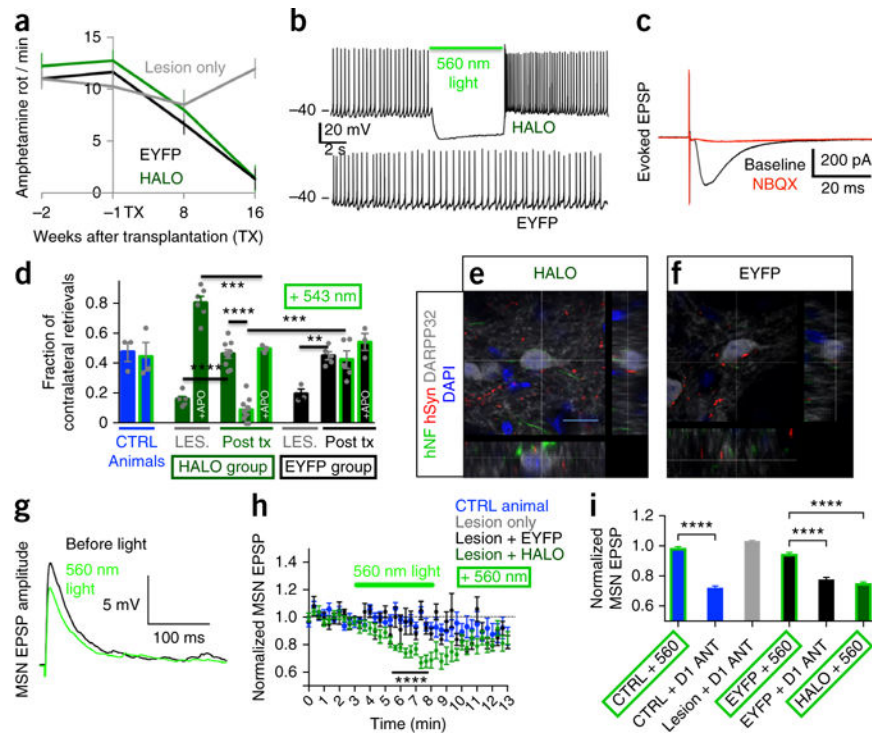 a
Amphetamine rot / min
15
10
5
0
Lesion only
EYFP
HALO
–2
–1 TX
8
16
Weeks after transplantation (TX)
b
560 nm
light
–40
20 mV
2 s
HALO
–40
EYFP
c
Evoked EPSP
Baseline
NBQX
200 pA
20 ms
d
Fraction of
contralateral retrievals
0.8
0.6
0.4
0.2
0
***
+ 543 nm
****
***
**
****
+APO
+APO
+APO
CTRL
Animals
LES.
Post tx
LES.
Post tx
HALO group
EYFP group
e
HALO
hNF hSyn DARPP32
DAPI
f
EYFP
g
MSN EPSP amplitude
Before light
560 nm
light
5 mV
100 ms
h
CTRL animal
Lesion only
Lesion + EYFP
Lesion + HALO
+ 560 nm
Normalized MSN EPSP
1.4
1.2
1.0
0.8
0.6
560 nm light
****
0 1 2 3 4 5 6 7 8 9 10 11 12 13
Time (min)
i
Normalized
MSN EPSP
1.2
1.0
0.8
0.6
****
****
****
CTRL + 560
CTRL + D1 ANT
Lesion + D1 ANT
EYFP + 560
EYFP + D1 ANT
HALO + 560